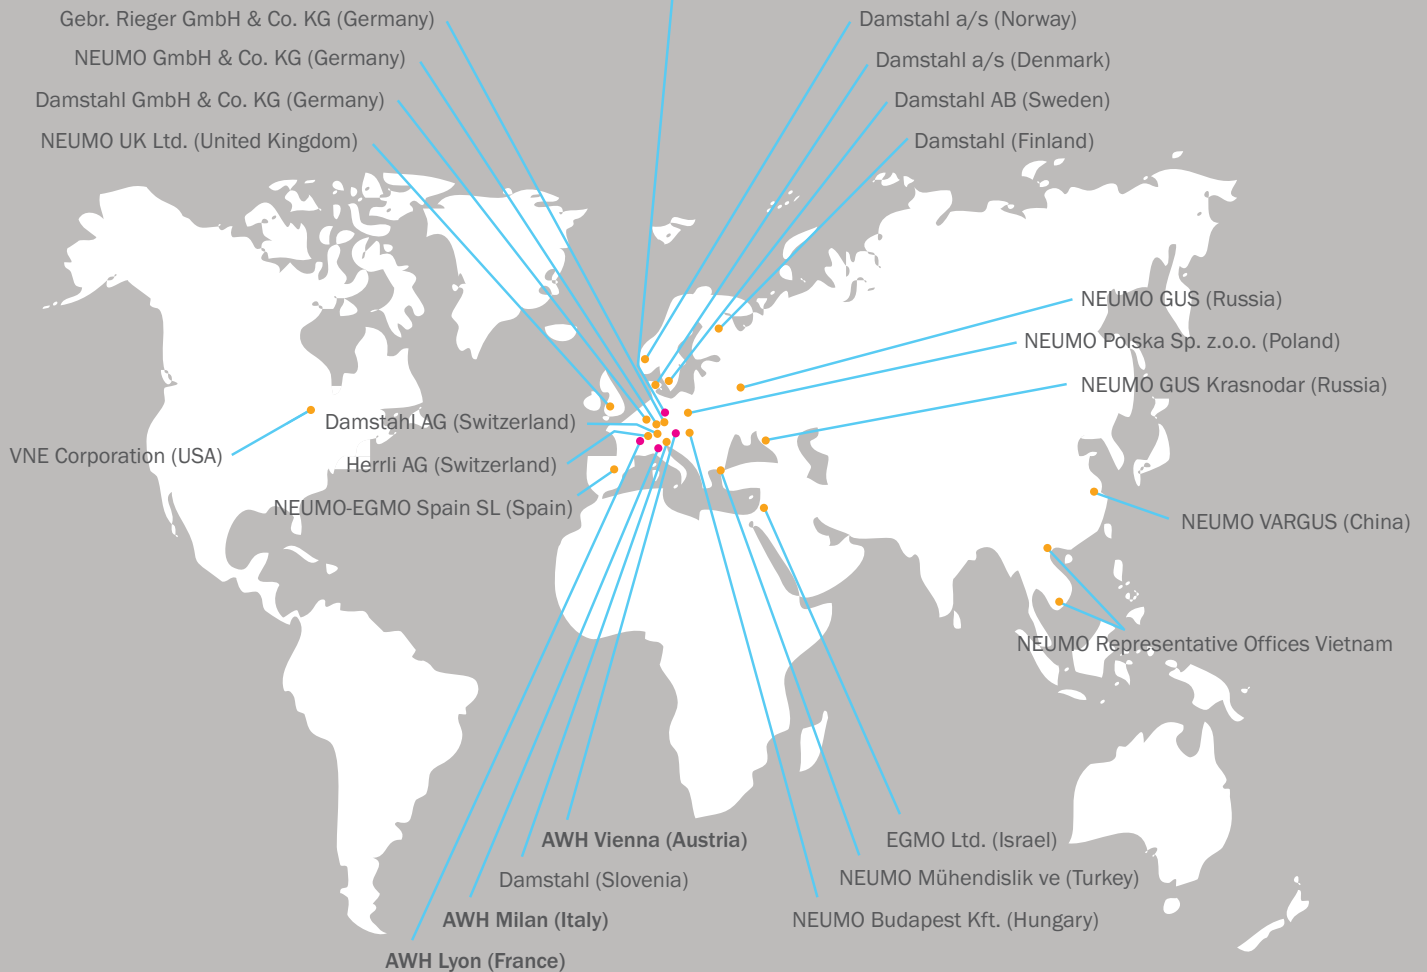 Gebr. Rieger GmbH & Co. KG (Germany)
NEUMO GmbH & Co. KG (Germany)
Damstahl GmbH & Co. KG (Germany)
NEUMO UK Ltd. (United Kingdom)
Damstahl a/s (Norway)
Damstahl a/s (Denmark)
Damstahl AB (Sweden)
Damstahl (Finland)
NEUMO GUS (Russia)
NEUMO Polska Sp. z.o.o. (Poland)
NEUMO GUS Krasnodar (Russia)
Damstahl AG (Switzerland)
VNE Corporation (USA)
Herrli AG (Switzerland)
NEUMO-EGMO Spain SL (Spain)
NEUMO VARGUS (China)
NEUMO Representative Offices Vietnam
AWH Vienna (Austria)
Damstahl (Slovenia)
AWH Milan (Italy)
AWH Lyon (France)
EGMO Ltd. (Israel)
NEUMO Mühendislik ve (Turkey)
NEUMO Budapest Kft. (Hungary)